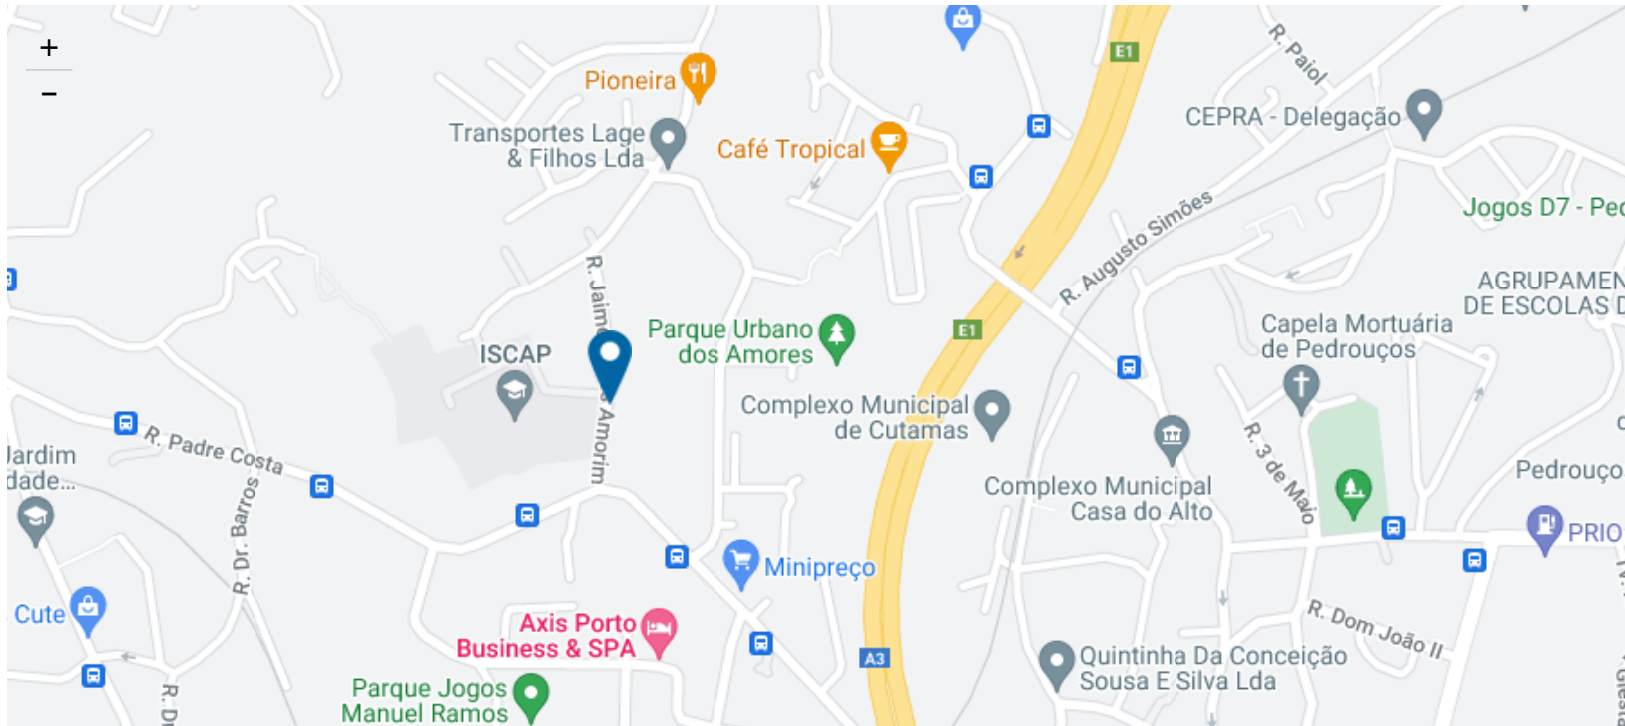 +
−
Pioneira
Transportes Lage
& Filhos Lda
Café Tropical
E1
R. Paiol
CEPRA - Delegação
R. Augusto Simões
Jogos D7 - Ped
AGRUPAMEN
DE ESCOLAS D
R. Jaime
Amorim
ISCAP
Parque Urbano
dos Amores
E1
Capela Mortuária
de Pedrouços
Complexo Municipal
de Cutamas
R. Padre Costa
Jardim
dade...
R. Dr. Barros
Complexo Municipal
Casa do Alto
R. 3 de Maio
Pedrouço
PRIO
Minipreço
Cute
Axis Porto
Business & SPA
A3
R. Dom João II
Quintinha Da Conceição
Sousa E Silva Lda
Parque Jogos
Manuel Ramos